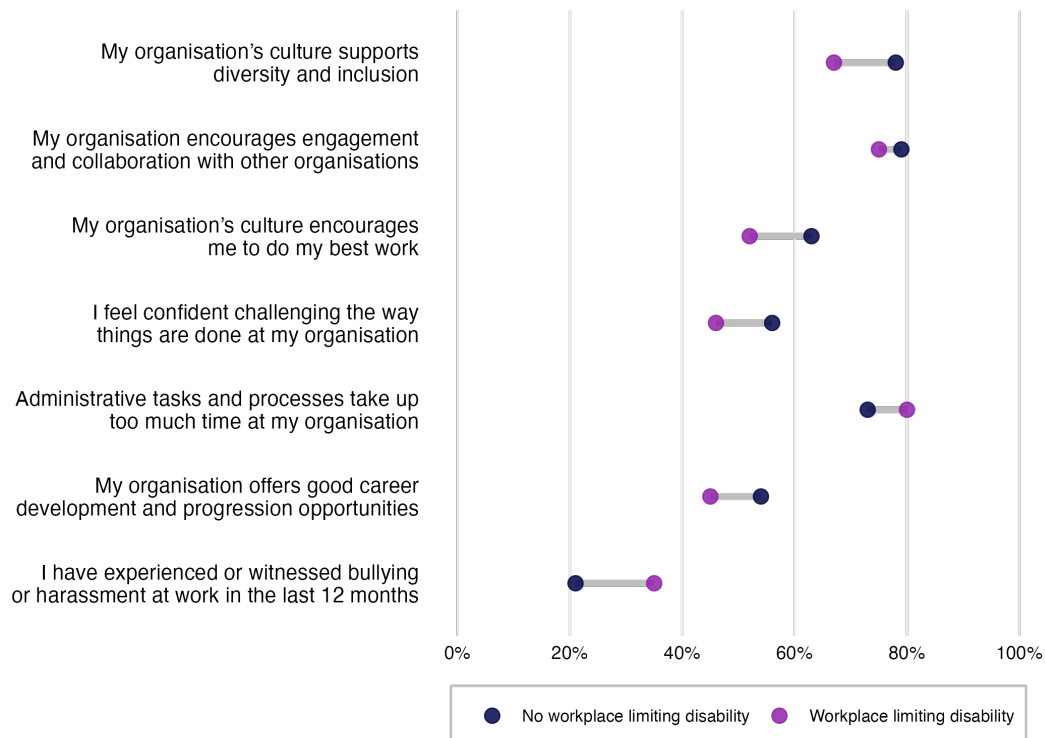 My organisation’s culture supports
diversity and inclusion
My organisation encourages engagement
and collaboration with other organisations
My organisation’s culture encourages
me to do my best work
I feel confident challenging the way
things are done at my organisation
Administrative tasks and processes take up
too much time at my organisation
My organisation offers good career
development and progression opportunities
I have experienced or witnessed bullying
or harassment at work in the last 12 months
0% 20% 40% 60% 80% 100%
No workplace limiting disability Workplace limiting disability